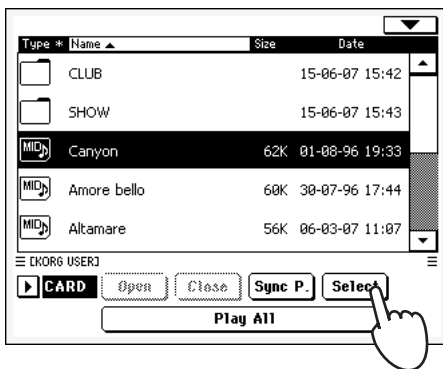 Type * Name ▲ Size Date
CLUB 15-06-07 15:42
SHOW 15-06-07 15:43
MID Canyon 62K 01-08-96 19:33
MID Amore bello 60K 30-07-96 17:44
MID Altamare 56K 06-03-07 11:07
[KORG USER]
CARD Open Close Sync P. Select
Play All